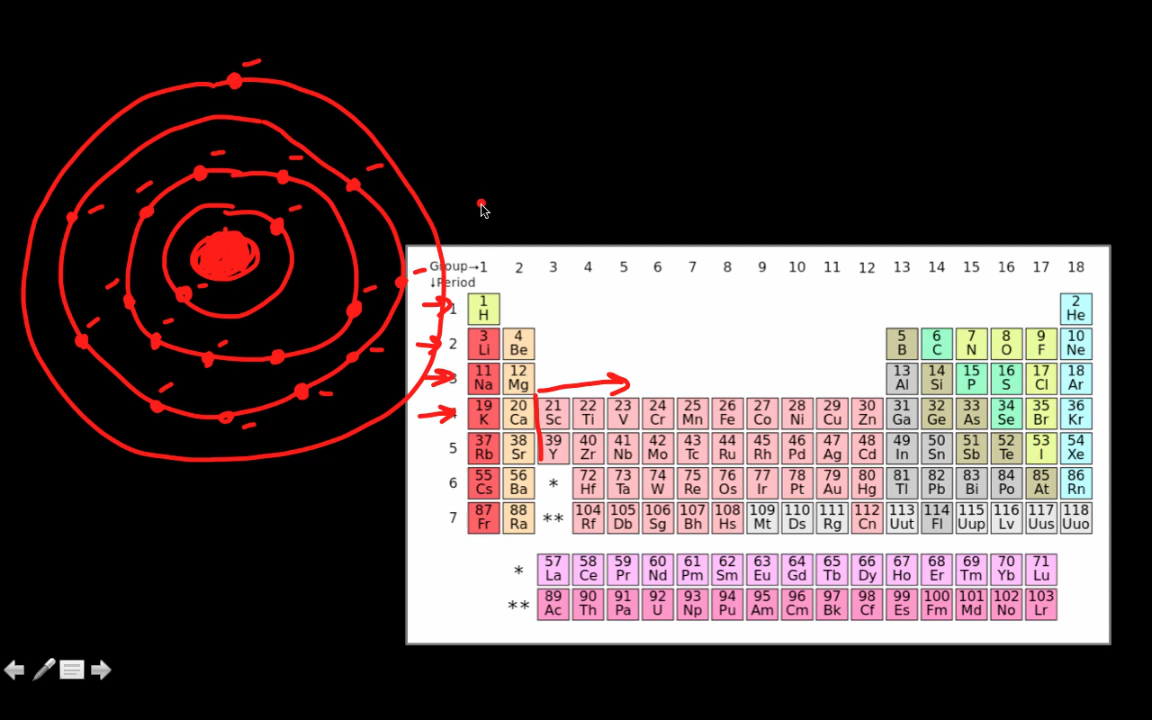 Group→1 2 3 4 5 6 7 8 9 10 11 12 13 14 15 16 17 18
↓Period
1 1 2
H He
2 3 4 5 6 7 8 9 10
Li Be B C N O F Ne
3 11 12 13 14 15 16 17 18
Na Mg Al Si P S Cl Ar
4 19 20 21 22 23 24 25 26 27 28 29 30 31 32 33 34 35 36
K Ca Sc Ti V Cr Mn Fe Co Ni Cu Zn Ga Ge As Se Br Kr
5 37 38 39 40 41 42 43 44 45 46 47 48 49 50 51 52 53 54
Rb Sr Y Zr Nb Mo Tc Ru Rh Pd Ag Cd In Sn Sb Te I Xe
6 55 56 * 72 73 74 75 76 77 78 79 80 81 82 83 84 85 86
Cs Ba Hf Ta W Re Os Ir Pt Au Hg Tl Pb Bi Po At Rn
7 87 88 ** 104 105 106 107 108 109 110 111 112 113 114 115 116 117 118
Fr Ra Rf Db Sg Bh Hs Mt Ds Rg Cn Uut Fl Uup Lv Uus Uuo
* 57 58 59 60 61 62 63 64 65 66 67 68 69 70 71
La Ce Pr Nd Pm Sm Eu Gd Tb Dy Ho Er Tm Yb Lu
** 89 90 91 92 93 94 95 96 97 98 99 100 101 102 103
Ac Th Pa U Np Pu Am Cm Bk Cf Es Fm Md No Lr